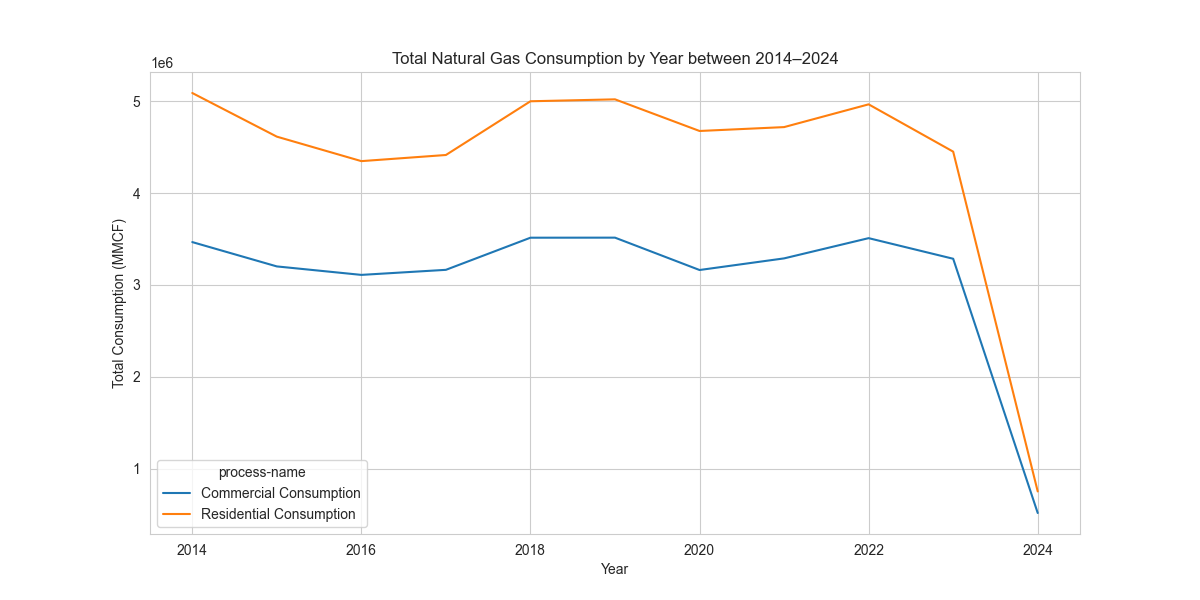 Total Natural Gas Consumption by Year between 2014–2024
1e6
5
4
3
2
1
Total Consumption (MMCF)
process-name
Commercial Consumption
Residential Consumption
2014 2016 2018 2020 2022 2024
Year